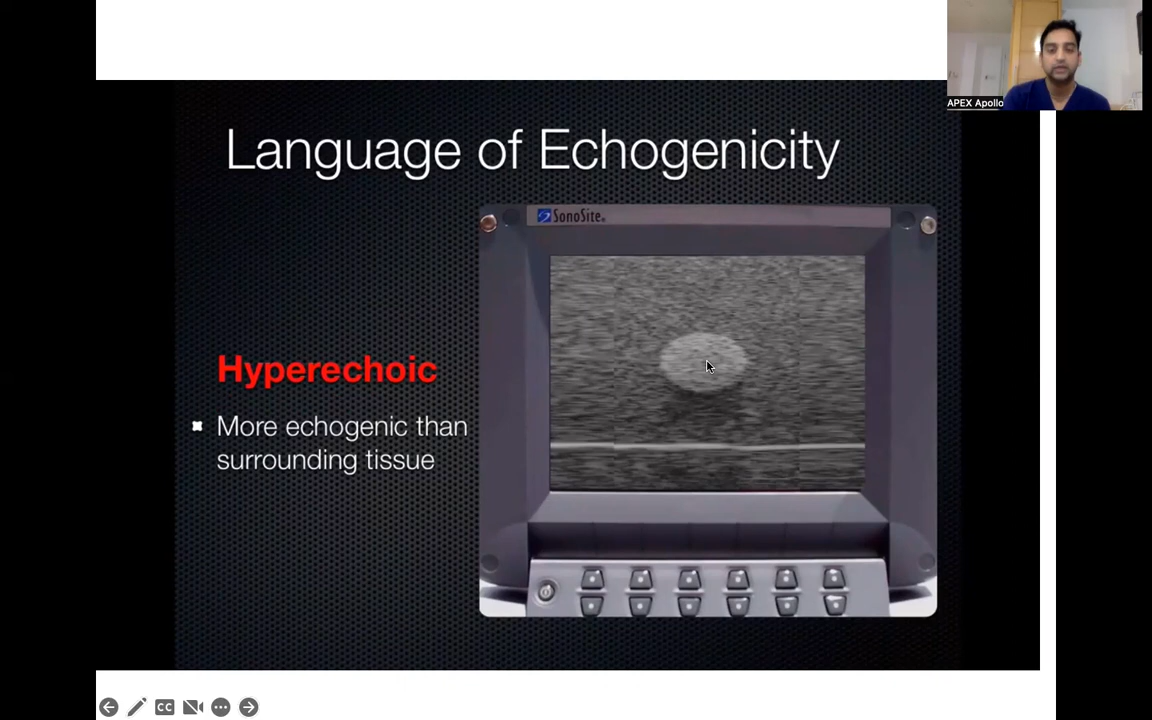 APEX Apollo
Language of Echogenicity
SonoSite
Hyperechoic
More echogenic than
surrounding tissue
CC